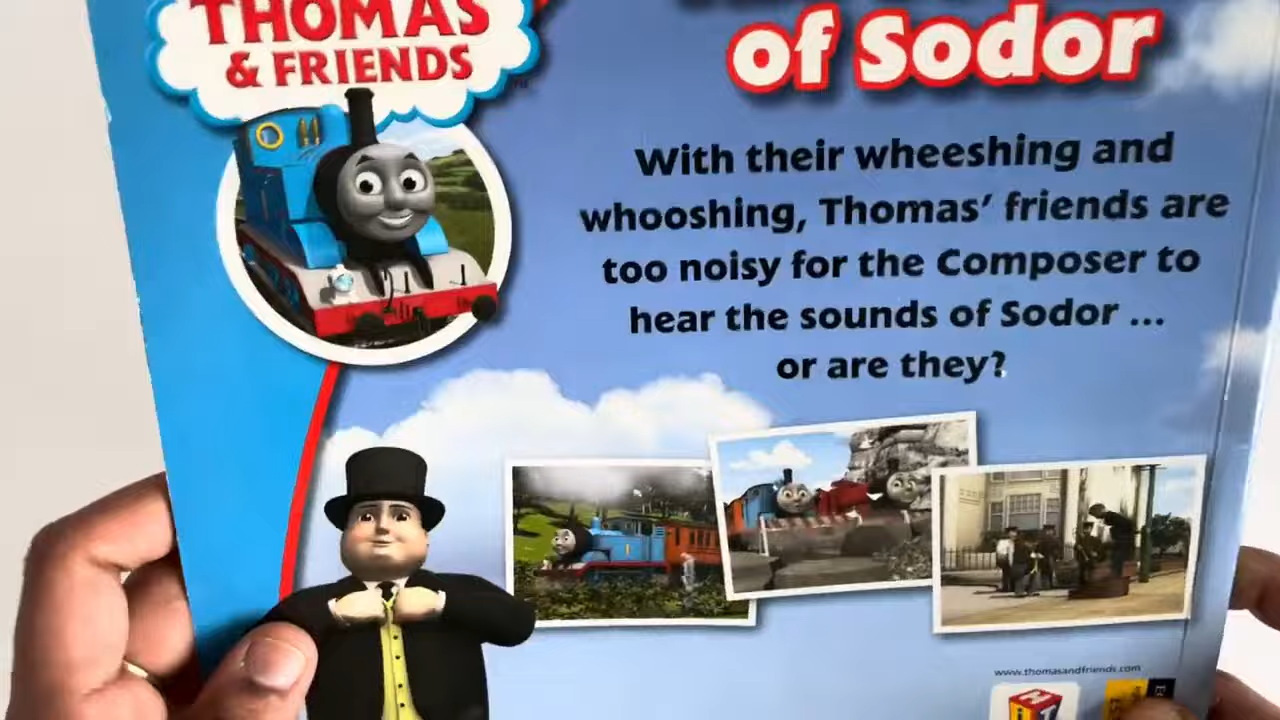 THOMAS
& FRIENDS
of Sodor
With their wheeshing and
whooshing, Thomas' friends are
too noisy for the Composer to
hear the sounds of Sodor ...
or are they?
www.thomasandfriends.com
HiT